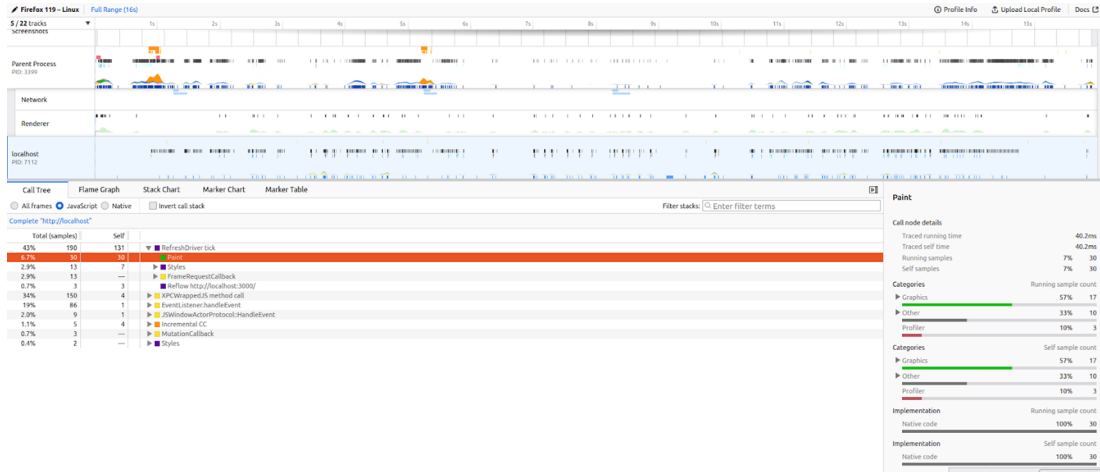 Firefox 119 – Linux Full Range (16s) Profile Info Upload Local Profile Docs
5 / 22 tracks 1s 2s 3s 4s 5s 6s 7s 8s 9s 10s 11s 12s 13s 14s 15s
Screenshots
Parent Process
PID: 3399
Network
Renderer
localhost
PID: 7112
Call Tree Flame Graph Stack Chart Marker Chart Marker Table
All frames JavaScript Native Invert call stack Filter stacks: Enter filter terms
Complete "http://localhost"
Total (samples) Self
43% 190 131 RefreshDriver tick
6.7% 30 30 Paint
2.9% 13 7 Styles
2.9% 13 — FrameRequestCallback
0.7% 3 3 Reflow http://localhost:3000/
34% 150 4 XPCWrappedJS method call
19% 86 1 EventListener.handleEvent
2.0% 9 1 JSWindowActorProtocol::HandleEvent
1.1% 5 4 Incremental CC
0.7% 3 — MutationCallback
0.4% 2 — Styles
Paint
Call node details
Traced running time 40.2ms
Traced self time 40.2ms
Running samples 7% 30
Self samples 7% 30
Categories Running sample count
Graphics 57% 17
Other 33% 10
Profiler 10% 3
Categories Self sample count
Graphics 57% 17
Other 33% 10
Profiler 10% 3
Implementation Running sample count
Native code 100% 30
Implementation Self sample count
Native code 100% 30